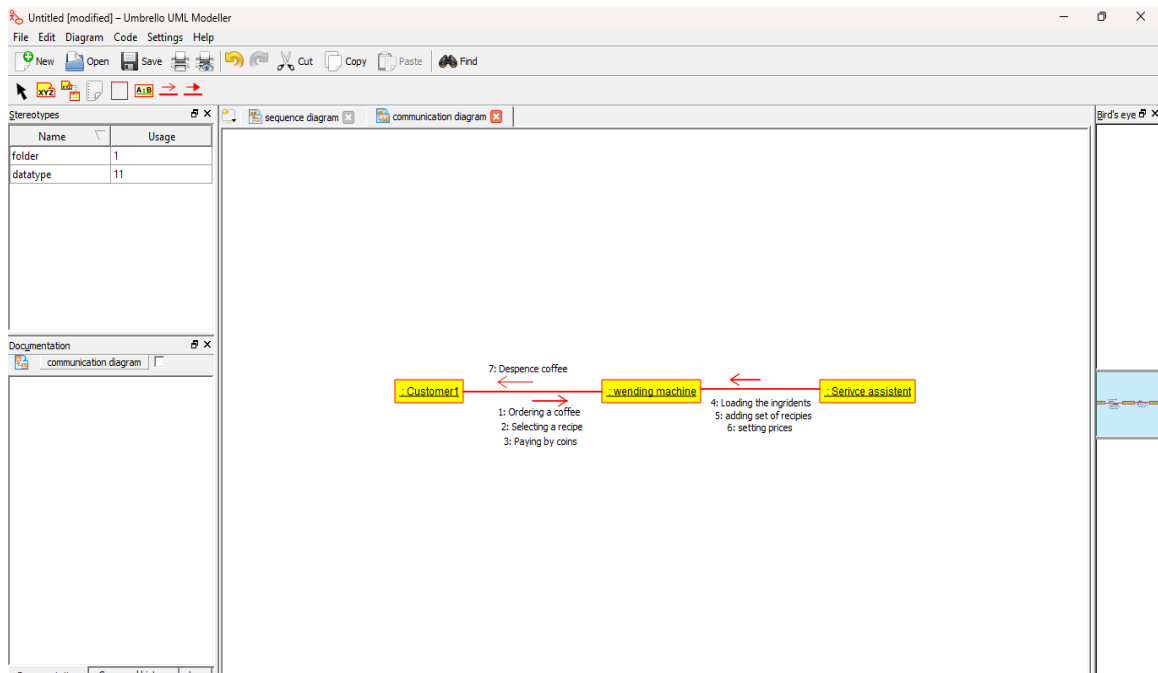 Untitled [modified] – Umbrello UML Modeller
File Edit Diagram Code Settings Help
New Open Save Cut Copy Paste Find
XYZ A:B
Stereotypes
Name Usage
folder 1
datatype 11
Documentation
communication diagram
sequence diagram communication diagram
Bird's eye
7: Despence coffee
: Customer1 : wending machine : Serivce assistent
1: Ordering a coffee
2: Selecting a recipe
3: Paying by coins
4: Loading the ingridents
5: adding set of recipies
6: setting prices